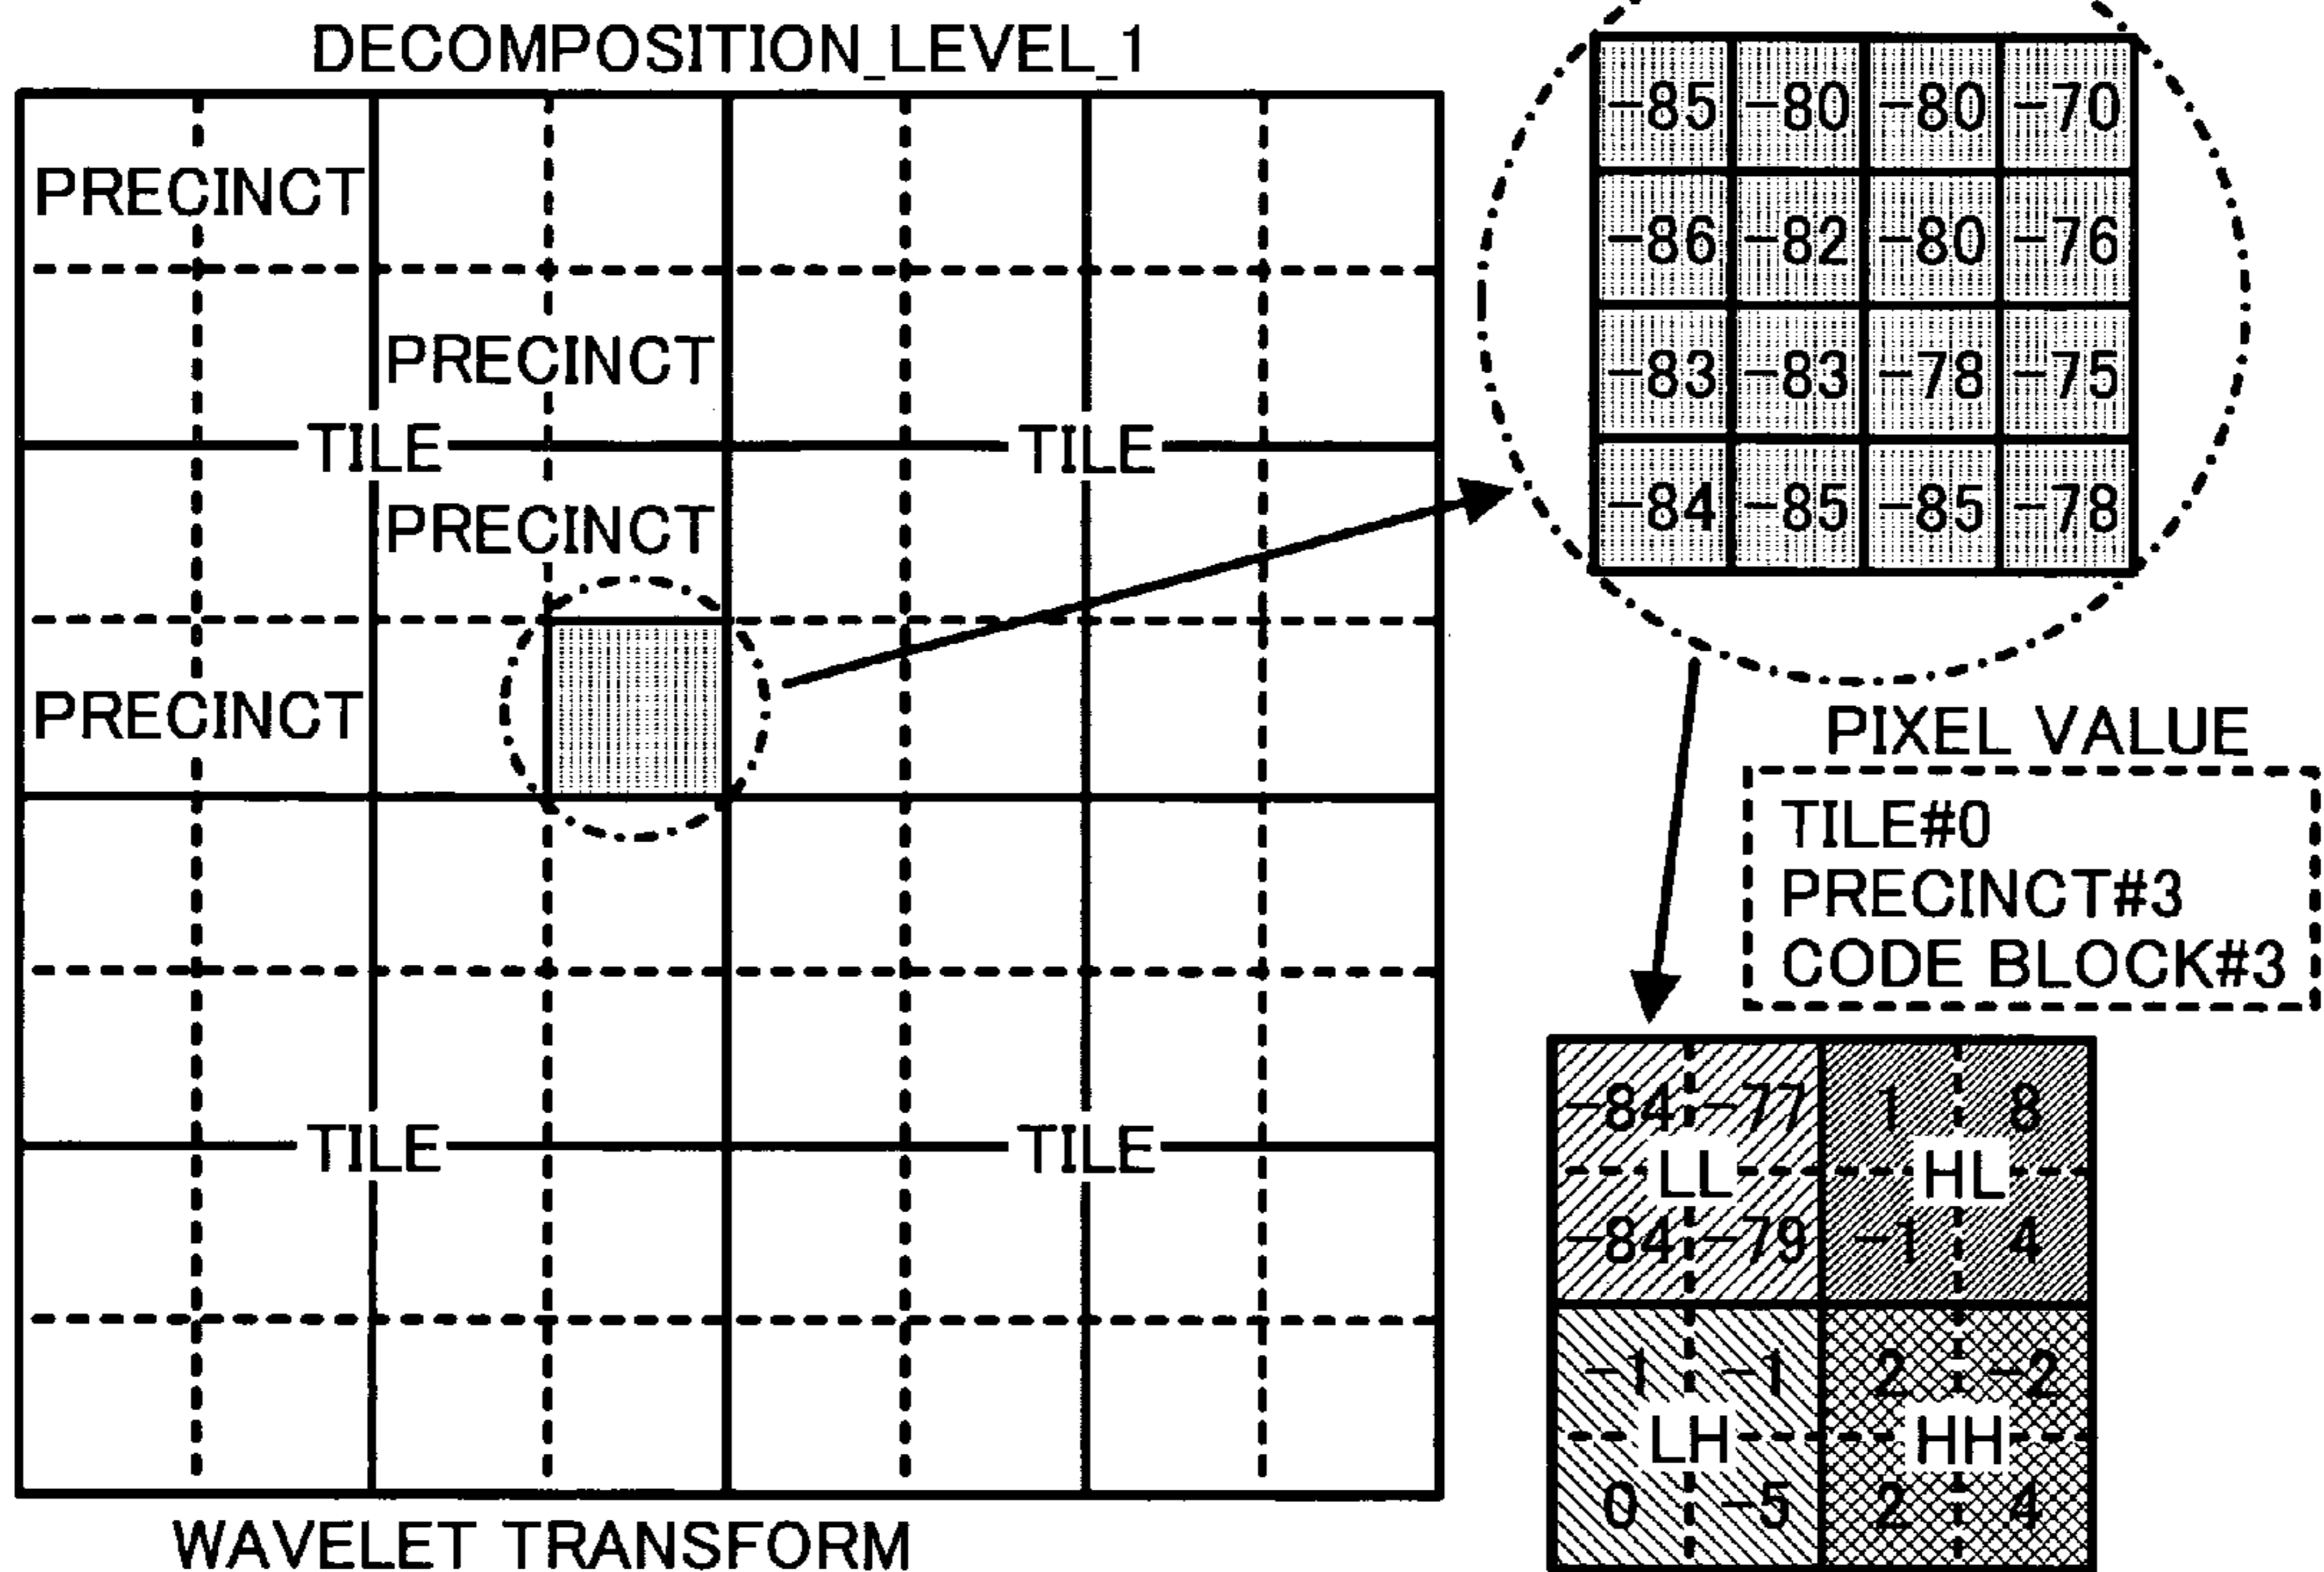 DECOMPOSITION_LEVEL_1
PRECINCT
PRECINCT
TILE
TILE
PRECINCT
PRECINCT
TILE
TILE
WAVELET TRANSFORM
-85 -80 -80 -70
-86 -82 -80 -76
-83 -83 -78 -75
-84 -85 -85 -78
PIXEL VALUE
TILE#0
PRECINCT#3
CODE BLOCK#3
-84 -77 1 8
LL HL
-84 -79 -1 4
-1 -1 2 -2
LH HH
0 -5 2 4